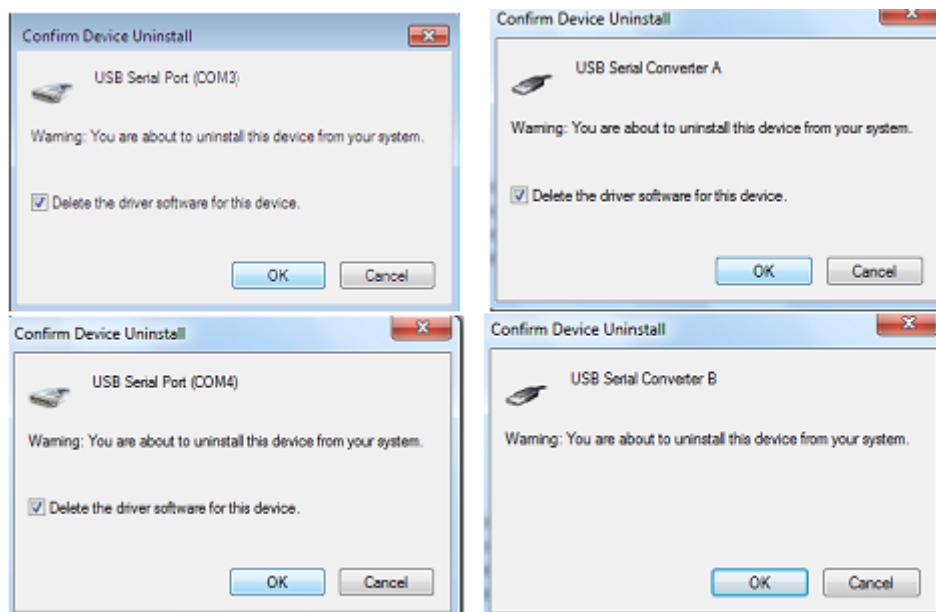 Confirm Device Uninstall
USB Serial Port (COM3)
Warning: You are about to uninstall this device from your system.
Delete the driver software for this device.
OK Cancel
Confirm Device Uninstall
USB Serial Converter A
Warning: You are about to uninstall this device from your system.
Delete the driver software for this device.
OK Cancel
Confirm Device Uninstall
USB Serial Port (COM4)
Warning: You are about to uninstall this device from your system.
Delete the driver software for this device.
OK Cancel
Confirm Device Uninstall
USB Serial Converter B
Warning: You are about to uninstall this device from your system.
OK Cancel